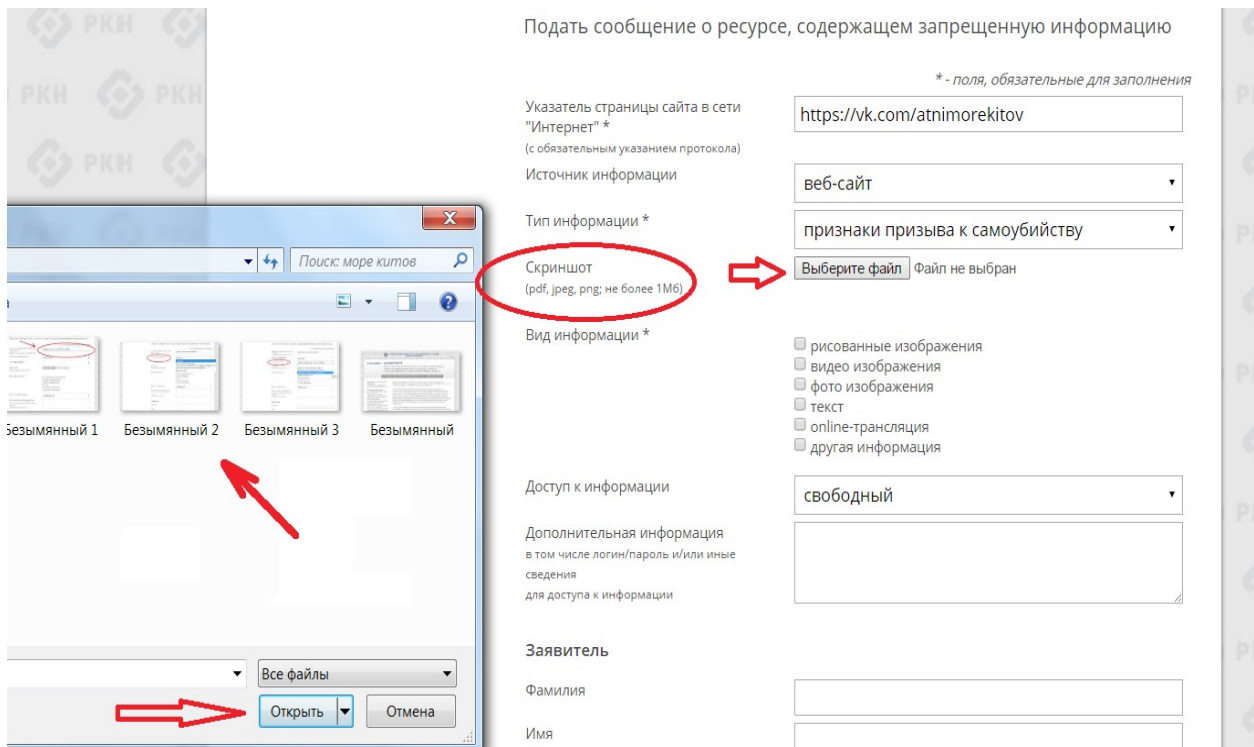 РКН
РКН
РКН
РКН
Подать сообщение о ресурсе, содержащем запрещенную информацию
* - поля, обязательные для заполнения
Указатель страницы сайта в сети
"Интернет" *
(с обязательным указанием протокола)
https://vk.com/atnimorekitov
Источник информации
веб-сайт
Тип информации *
признаки призыва к самоубийству
Скриншот
(pdf, jpeg, png; не более 1Мб)
Выберите файл Файл не выбран
Вид информации *
рисованные изображения
видео изображения
фото изображения
текст
online-трансляция
другая информация
Доступ к информации
свободный
Дополнительная информация
в том числе логин/пароль и/или иные
сведения
для доступа к информации
Заявитель
Фамилия
Имя
Поиск: море китов
Безымянный 1
Безымянный 2
Безымянный 3
Безымянный
Все файлы
Открыть
Отмена